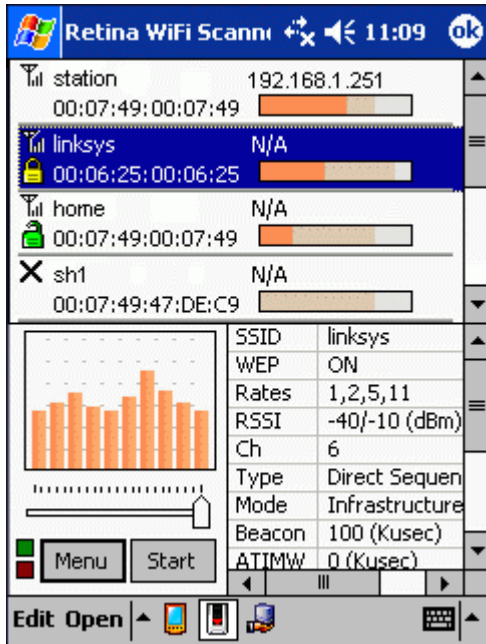 Retina WiFi Scann 11:09 ok
station 192.168.1.251
00:07:49:00:07:49
linksys N/A
00:06:25:00:06:25
home N/A
00:07:49:00:07:49
sh1 N/A
00:07:49:47:DE:C9
SSID linksys
WEP ON
Rates 1,2,5,11
RSSI -40/-10 (dBm)
Ch 6
Type Direct Sequen
Mode Infrastructure
Beacon 100 (Kusec)
ATIMW 0 (Kusec)
Menu Start
Edit Open